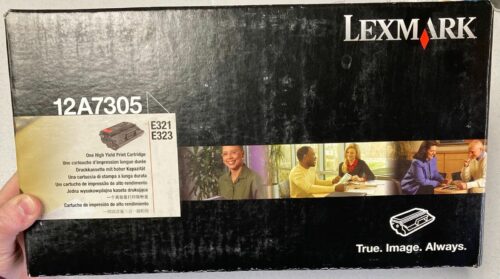 LEXMARK
12A7305
E321
E323
One High Yield Print Cartridge
Une cartouche d'impression longue durée
Druckkassette mit hoher Kapazität
Una cartuccia di stampa a lunga durata
Un cartucho de impresión de alto rendimiento
Jedna wysokowydajna kaseta drukująca
Um cartucho de impressão de alto rendimento
True. Image. Always.